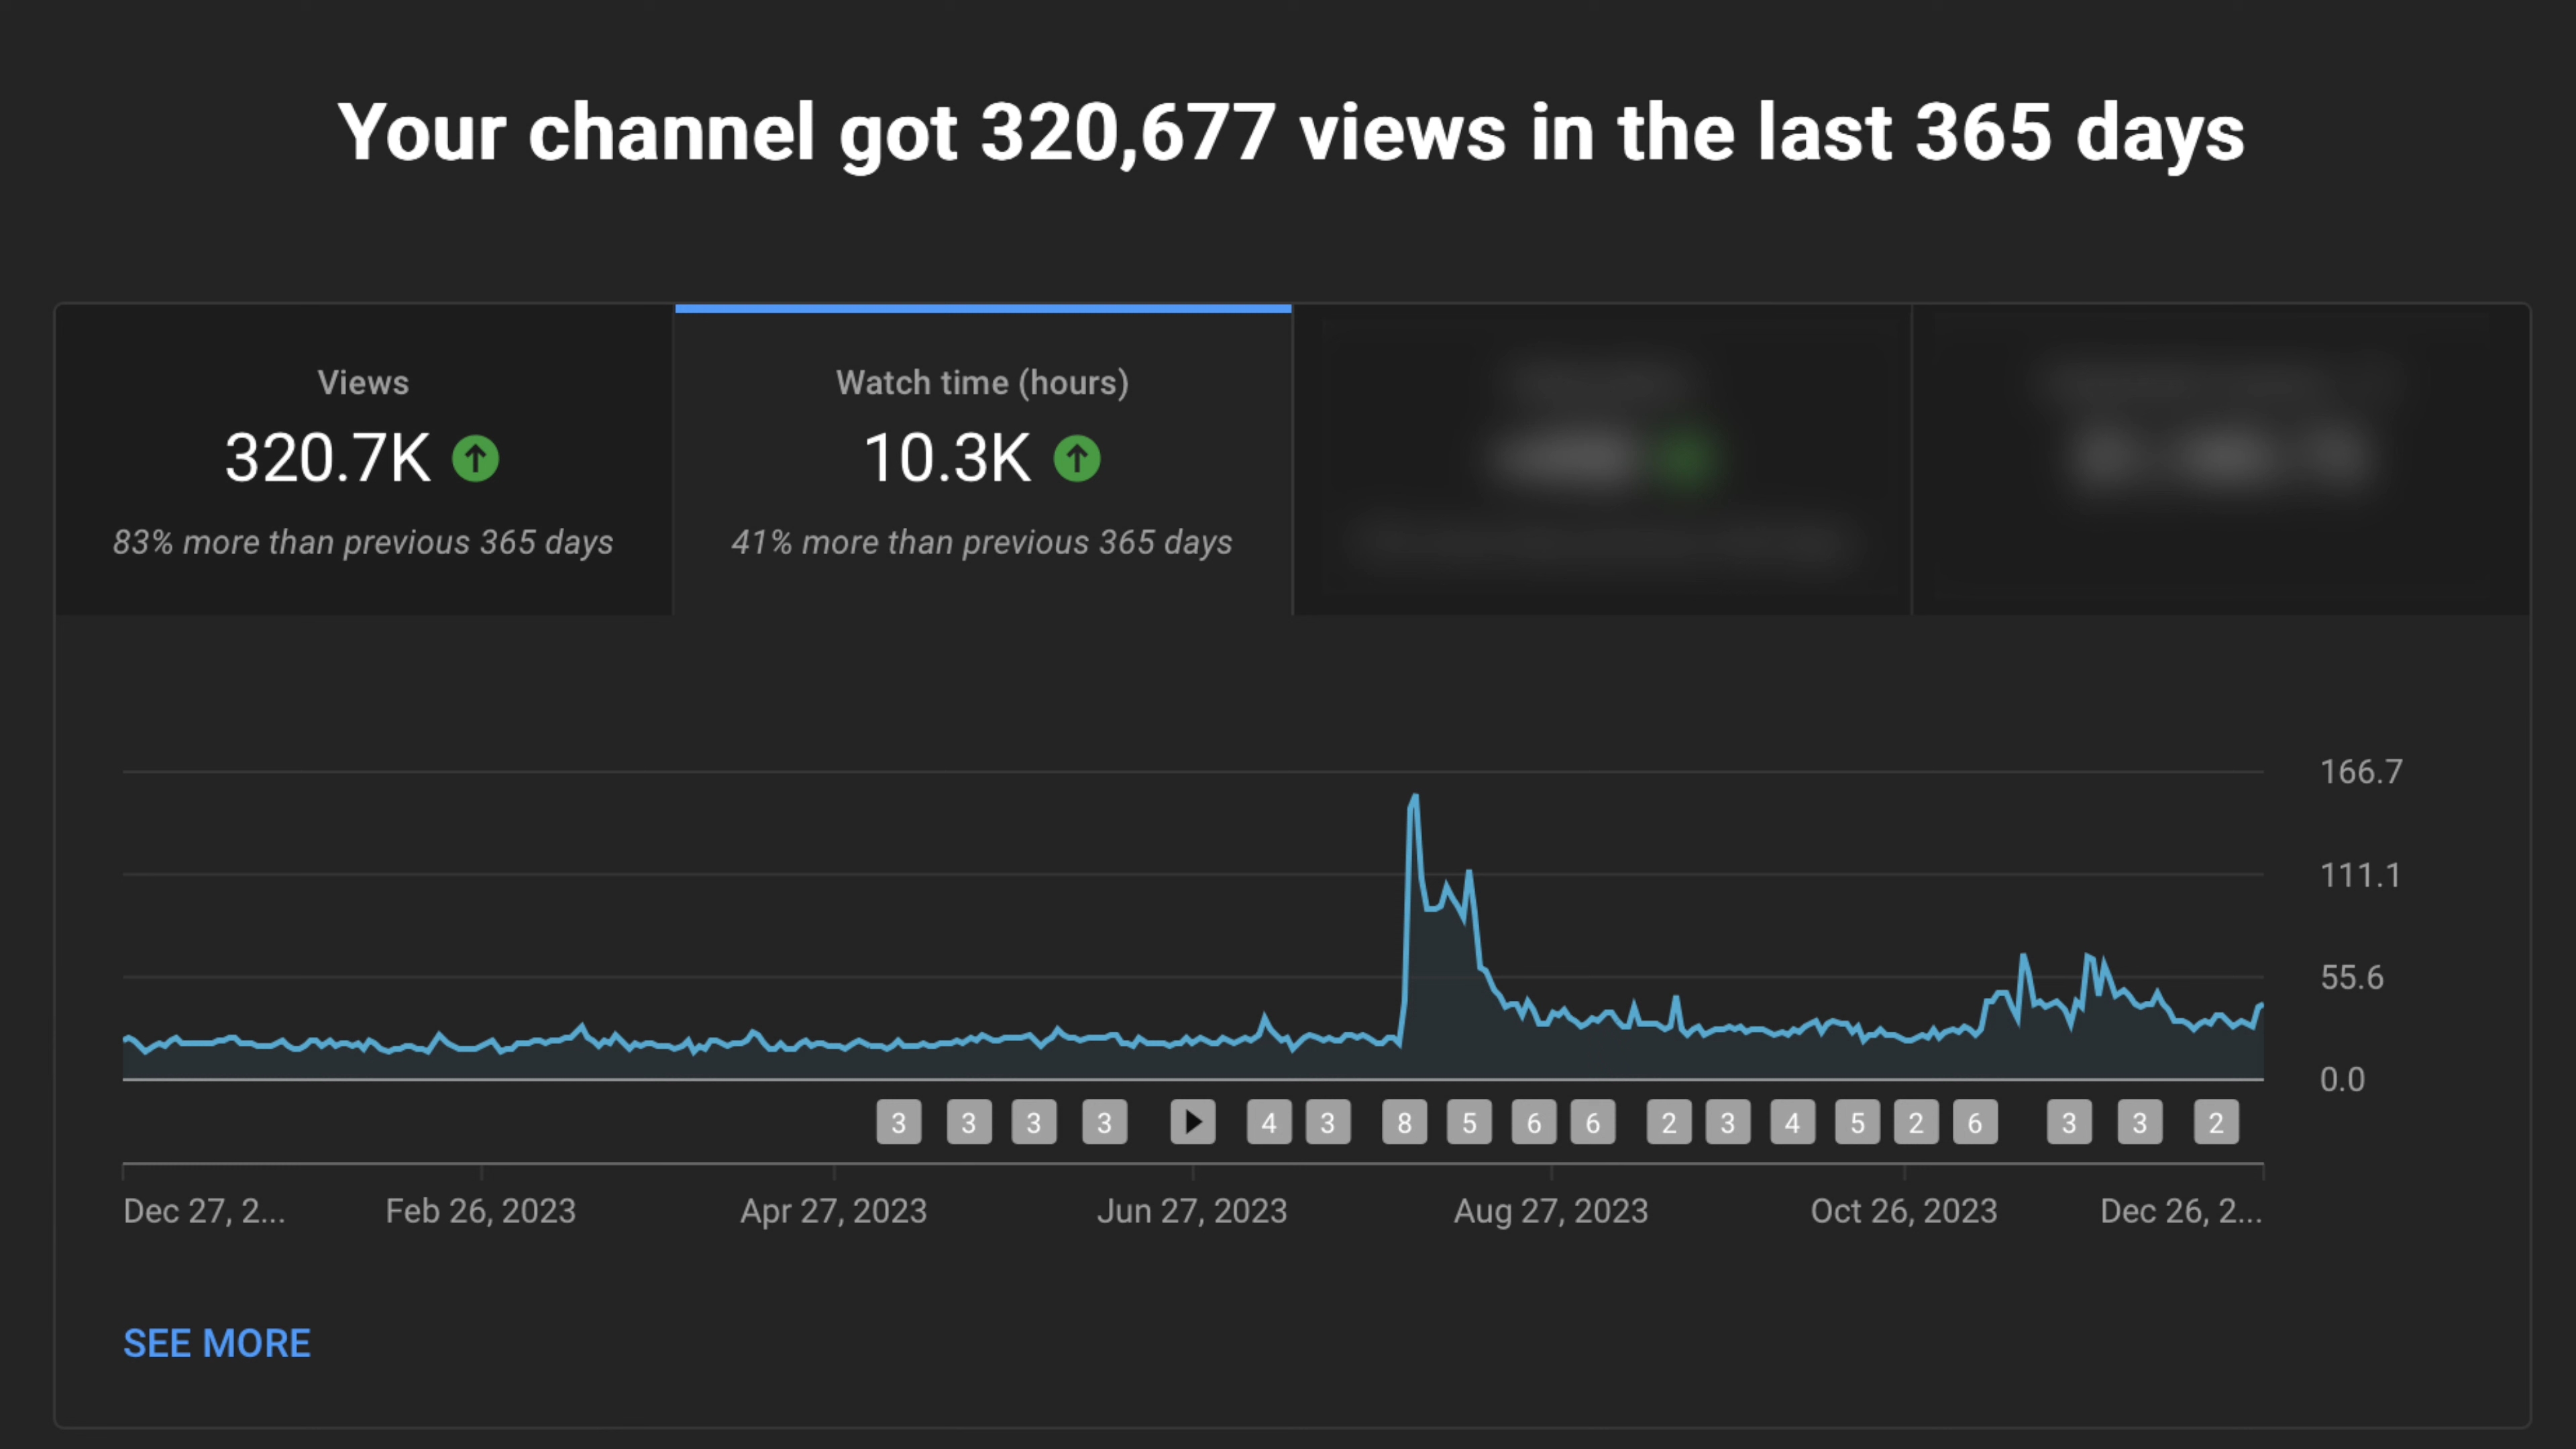 Your channel got 320,677 views in the last 365 days
Views
320.7K
83% more than previous 365 days
Watch time (hours)
10.3K
41% more than previous 365 days
166.7
111.1
55.6
0.0
3 3 3 3 4 3 8 5 6 6 2 3 4 5 2 6 3 3 2
Dec 27, 2... Feb 26, 2023 Apr 27, 2023 Jun 27, 2023 Aug 27, 2023 Oct 26, 2023 Dec 26, 2...
SEE MORE